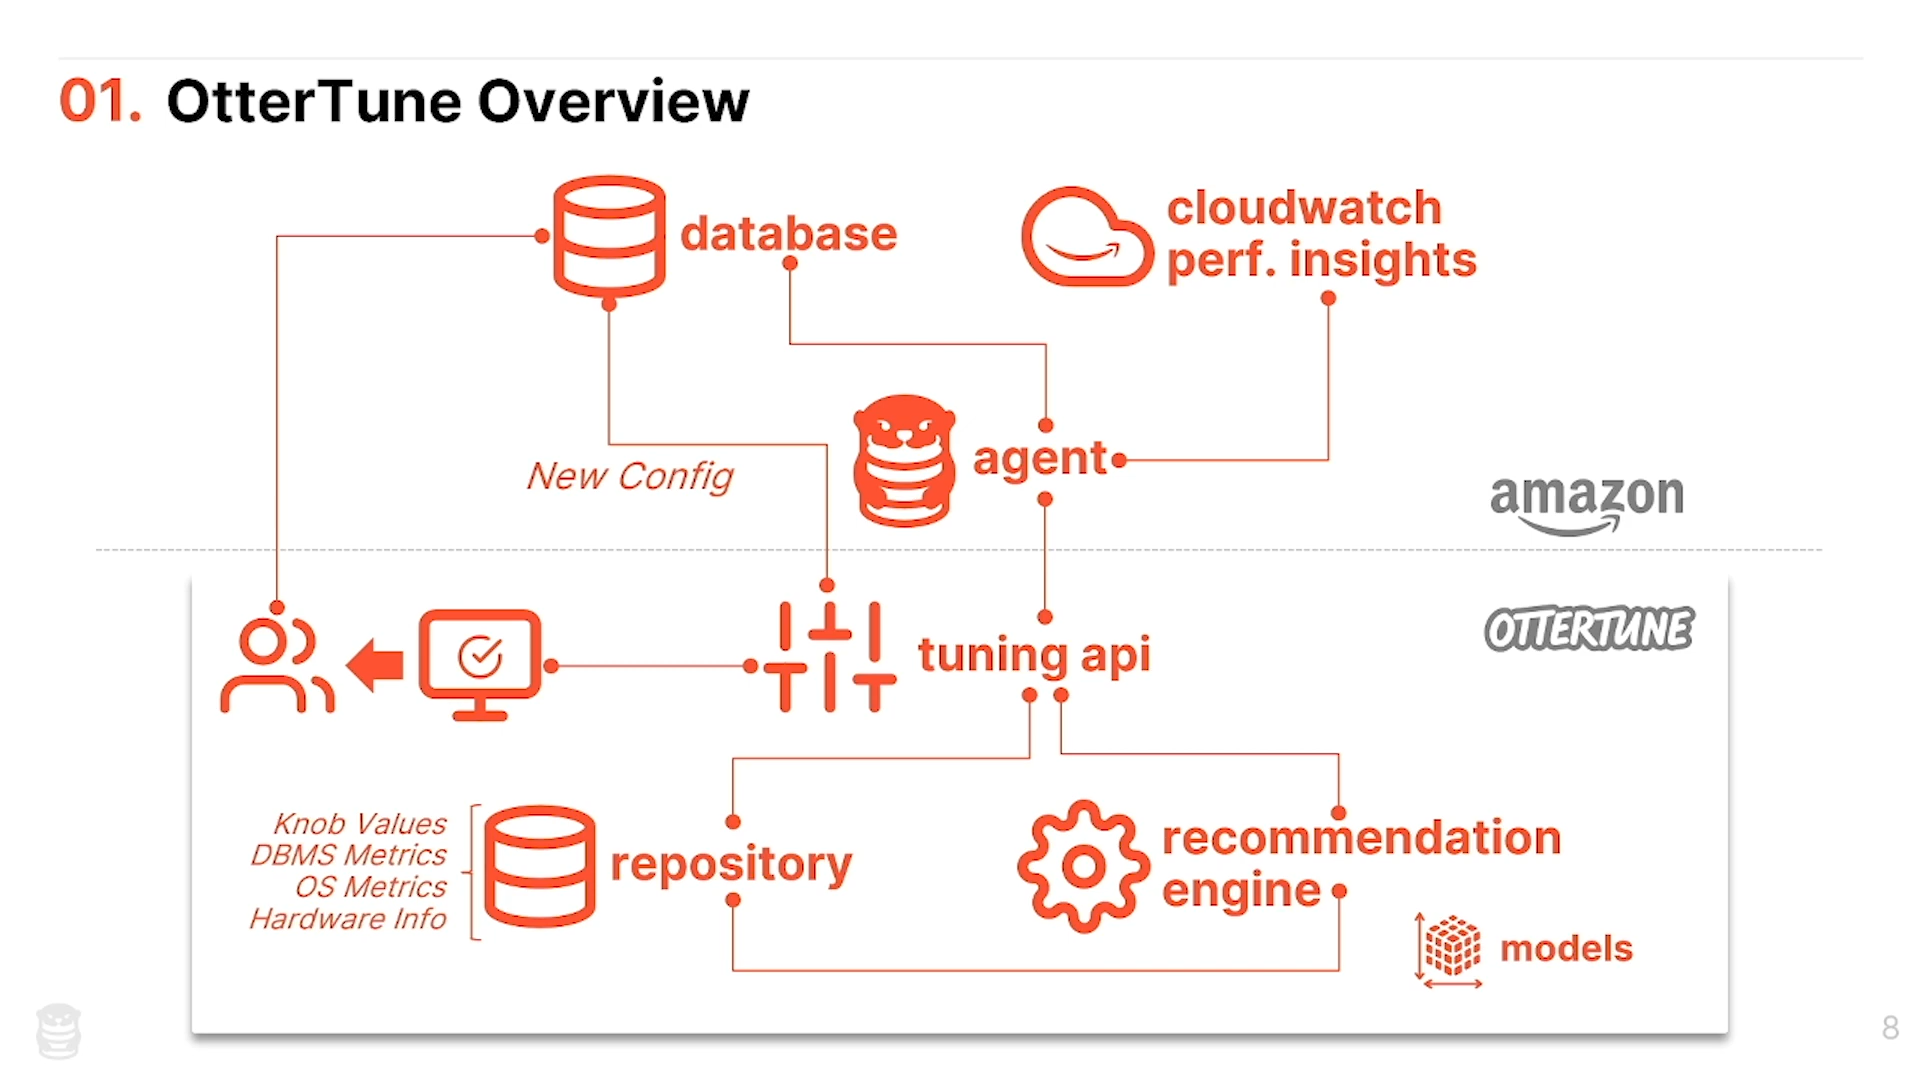 01. OtterTune Overview
database
cloudwatch
perf. insights
agent
New Config
amazon
OTTERTUNE
tuning api
Knob Values
DBMS Metrics
OS Metrics
Hardware Info
repository
recommendation
engine
models
8